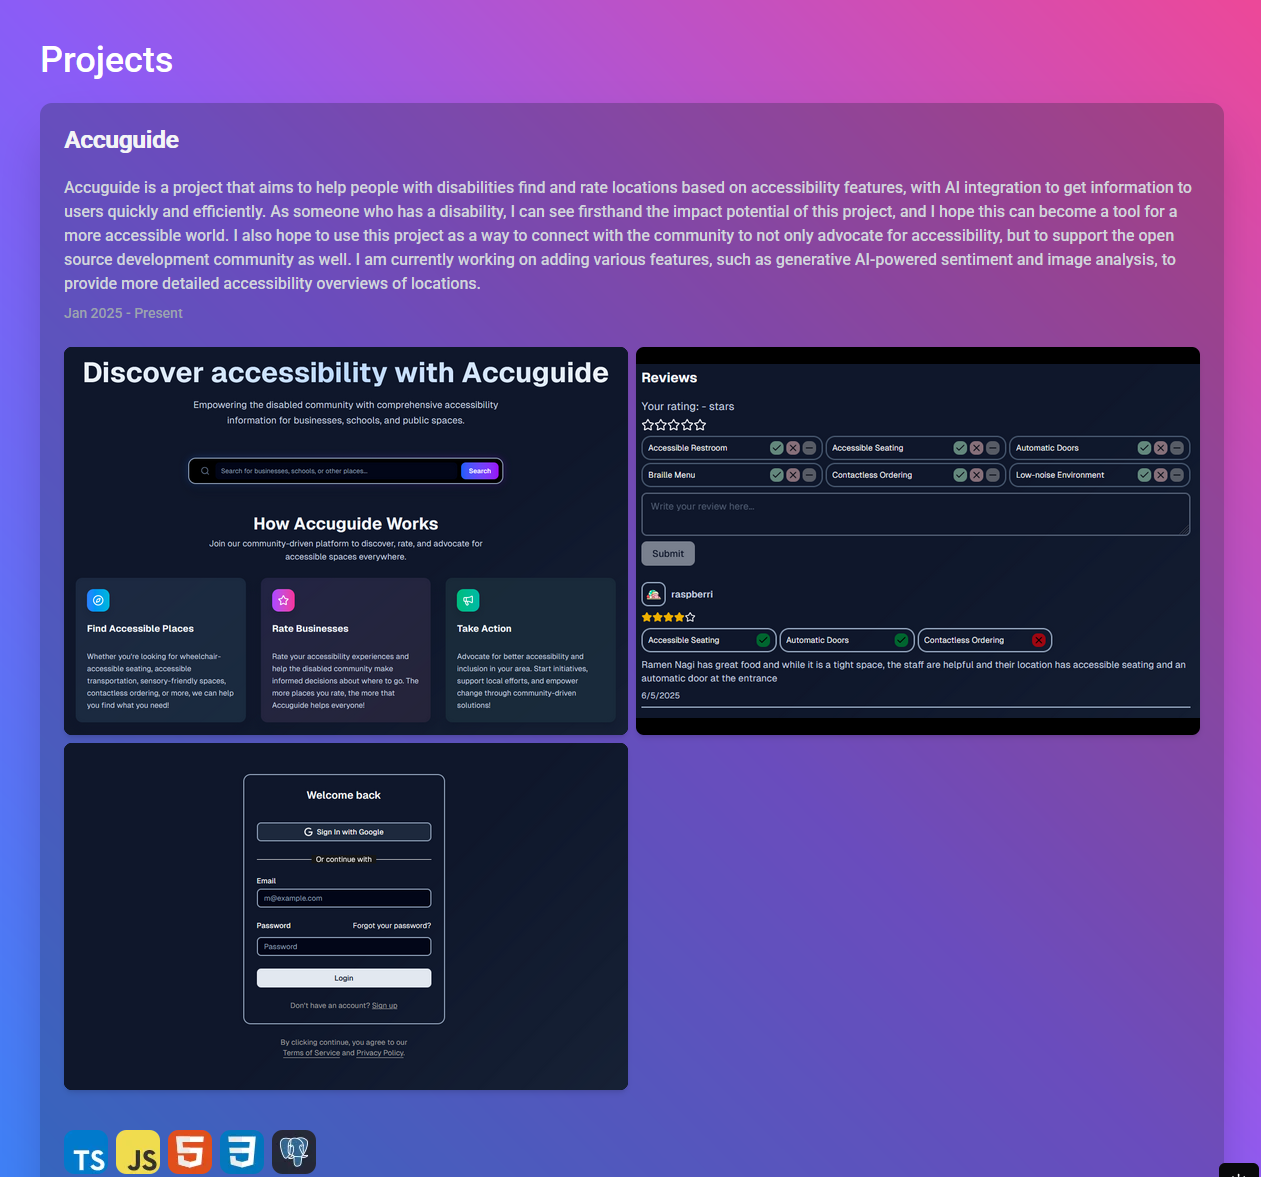 Projects
Accuguide
Accuguide is a project that aims to help people with disabilities find and rate locations based on accessibility features, with AI integration to get information to
users quickly and efficiently. As someone who has a disability, I can see firsthand the impact potential of this project, and I hope this can become a tool for a
more accessible world. I also hope to use this project as a way to connect with the community to not only advocate for accessibility, but to support the open
source development community as well. I am currently working on adding various features, such as generative AI-powered sentiment and image analysis, to
provide more detailed accessibility overviews of locations.
Jan 2025 - Present
Discover accessibility with Accuguide
Empowering the disabled community with comprehensive accessibility
information for businesses, schools, and public spaces.
Search for businesses, schools, or other places...
Search
How Accuguide Works
Join our community-driven platform to discover, rate, and advocate for
accessible spaces everywhere.
Find Accessible Places
Whether you're looking for wheelchair-
accessible seating, accessible
transportation, sensory-friendly spaces,
contactless ordering, or more, we can help
you find what you need!
Rate Businesses
Rate your accessibility experiences and
help the disabled community make
informed decisions about where to go. The
more places you rate, the more that
Accuguide helps everyone!
Take Action
Advocate for better accessibility and
inclusion in your area. Start initiatives,
support local efforts, and empower
change through community-driven
solutions!
Reviews
Your rating: - stars
Accessible Restroom
Accessible Seating
Automatic Doors
Braille Menu
Contactless Ordering
Low-noise Environment
Write your review here...
Submit
raspberri
Accessible Seating
Automatic Doors
Contactless Ordering
Ramen Nagi has great food and while it is a tight space, the staff are helpful and their location has accessible seating and an
automatic door at the entrance
6/5/2025
Welcome back
Sign In with Google
Or continue with
Email
m@example.com
Password
Forgot your password?
Password
Login
Don't have an account? Sign up
By clicking continue, you agree to our
Terms of Service and Privacy Policy.
TS
JS